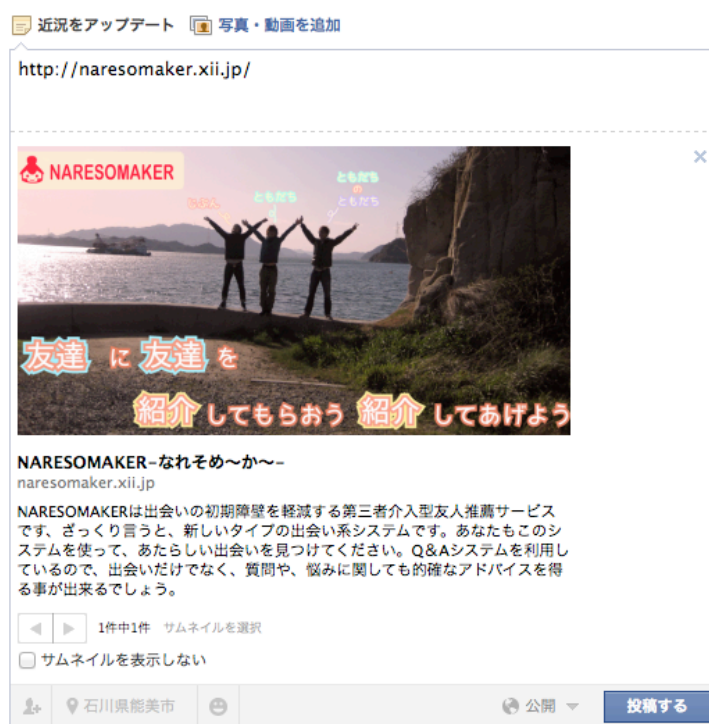 近況をアップデート 写真・動画を追加
http://naresomaker.xii.jp/
NARESOMAKER
じぶん ともだち ともだち
の
ともだち
友達 に 友達 を
紹介 してもらおう 紹介 してあげよう
NARESOMAKER-なれそめ〜か〜-
naresomaker.xii.jp
NARESOMAKERは出会いの初期障壁を軽減する第三者介入型友人推薦サービス
です、ざっくり言うと、新しいタイプの出会い系システムです。あなたもこのシ
ステムを使って、あたらしい出会いを見つけてください。Q&Aシステムを利用し
ているので、出会いだけでなく、質問や、悩みに関しても的確なアドバイスを得
る事が出来るでしょう。
1件中1件 サムネイルを選択
サムネイルを表示しない
石川県能美市 公開 投稿する